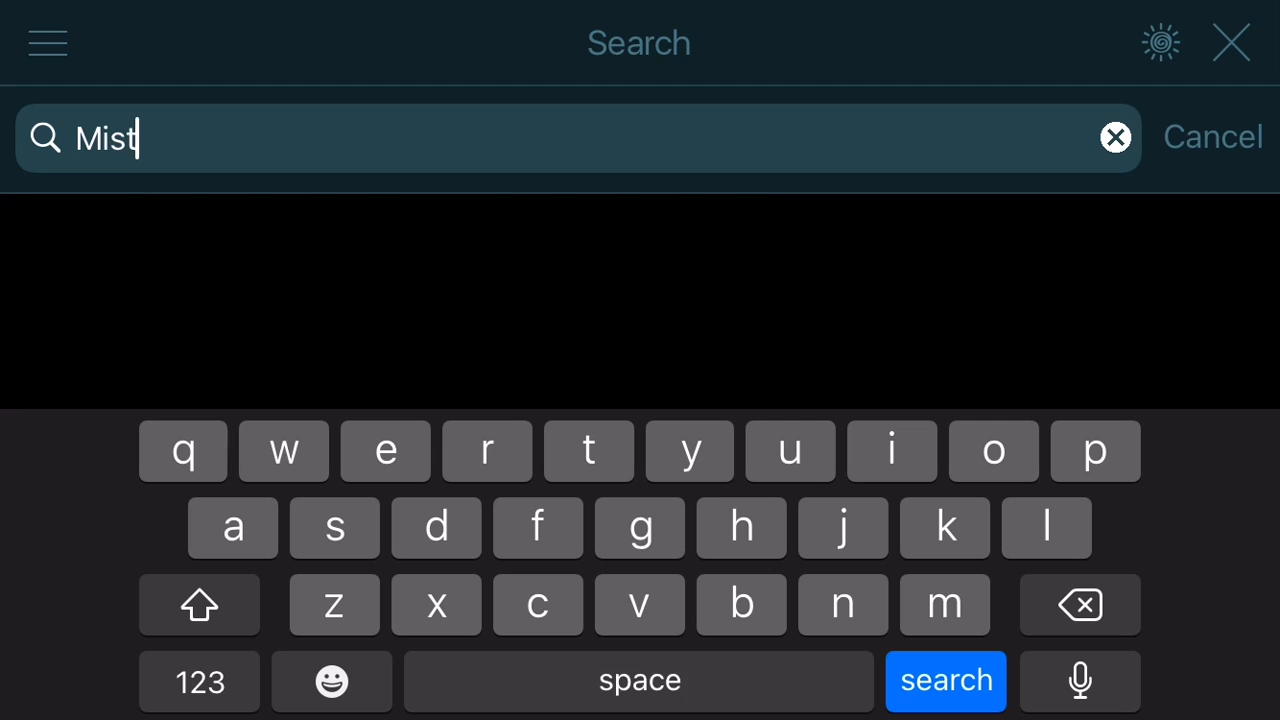 Search
Mist
Cancel
q w e r t y u i o p
a s d f g h j k l
z x c v b n m
123 space search